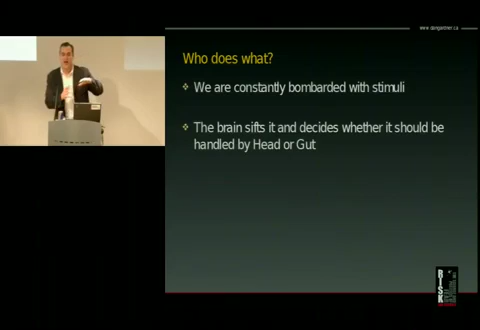 www.dangardner.ca
Who does what?
We are constantly bombarded with stimuli
The brain sifts it and decides whether it should be
handled by Head or Gut
RISK